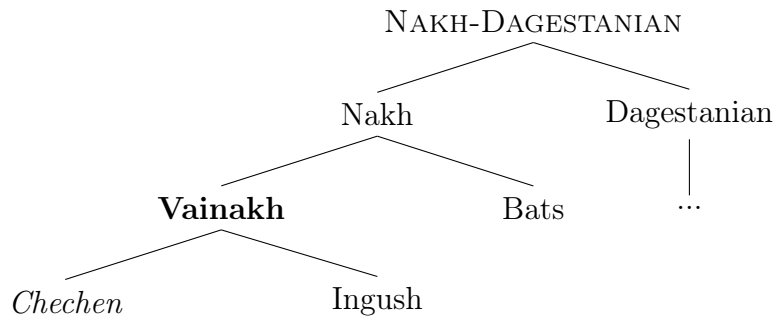 NAKH-DAGESTANIAN
Nakh Dagestanian
Vainakh Bats ...
Chechen Ingush